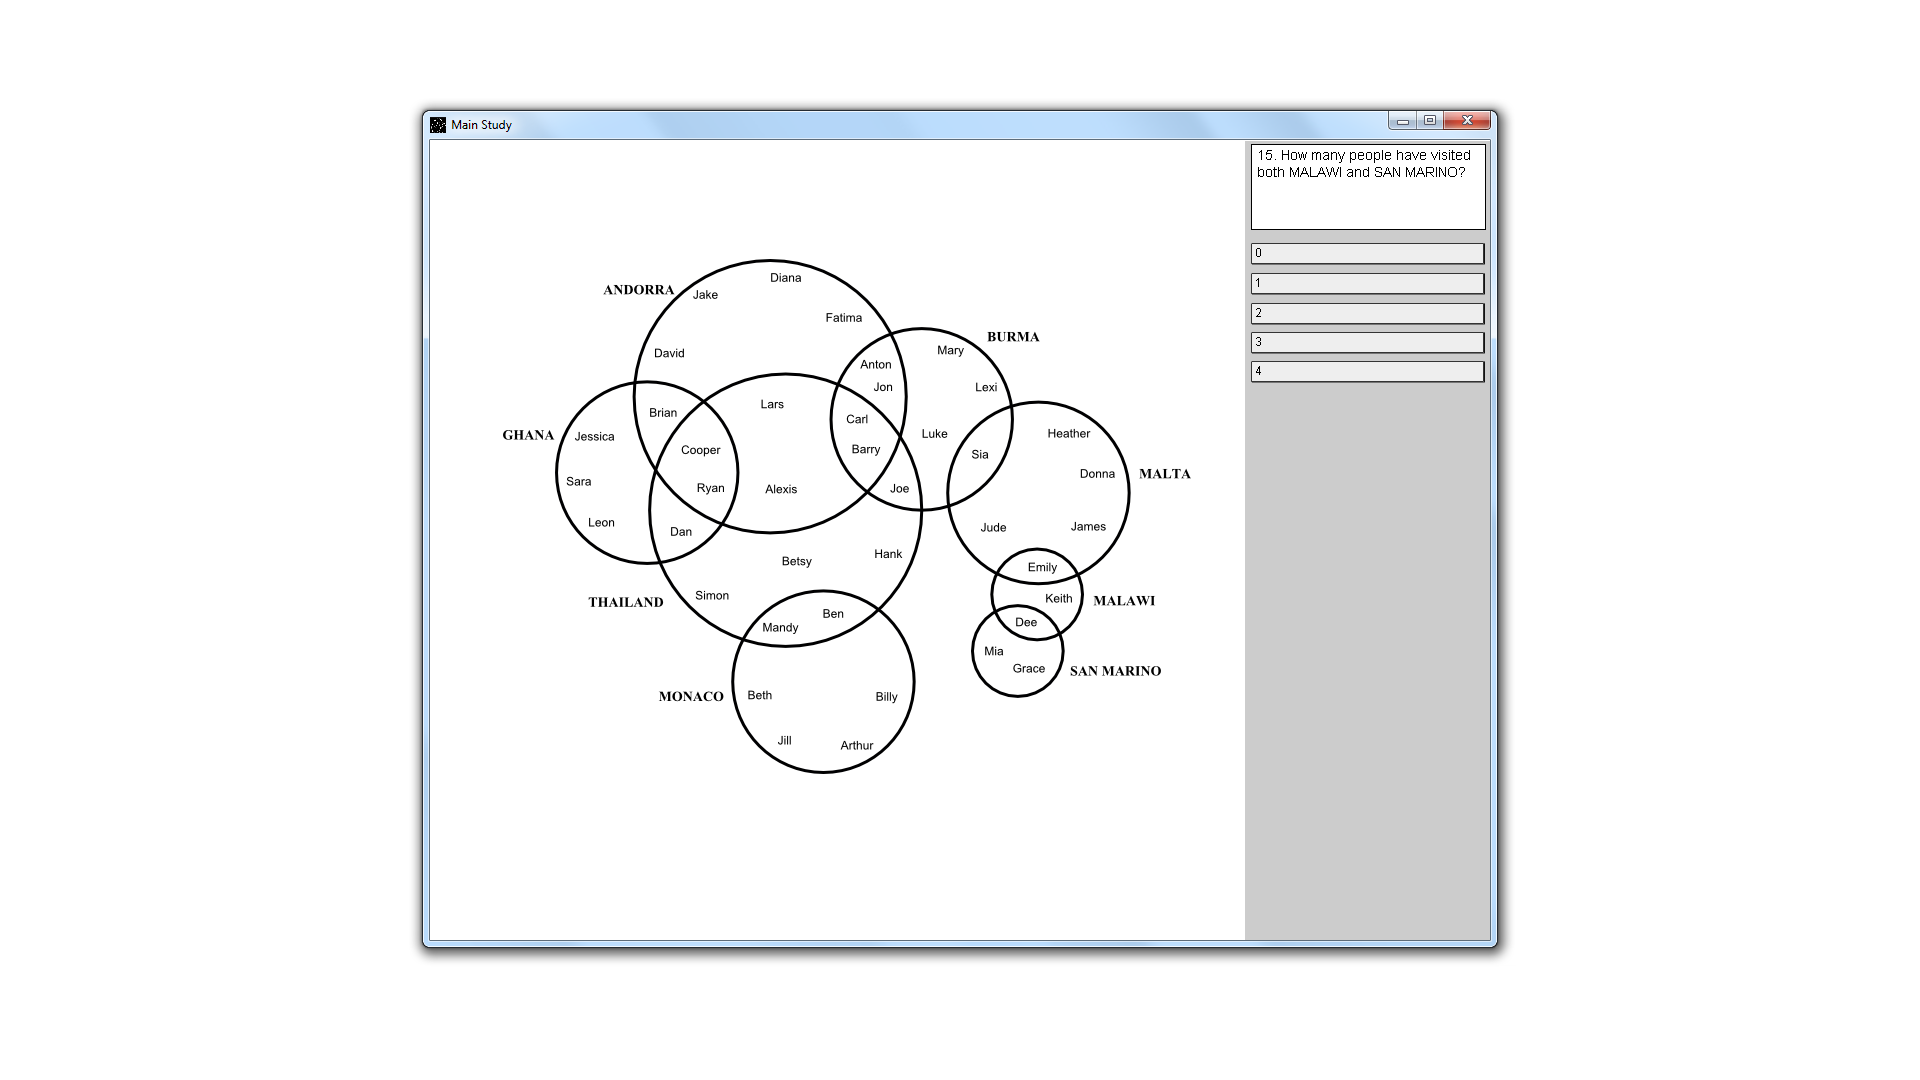 Main Study
15. How many people have visited
both MALAWI and SAN MARINO?
0
1
2
3
4
Diana
ANDORRA
Jake
Fatima
BURMA
Mary
David
Anton
Jon
Lexi
Lars
Brian
Carl
GHANA
Jessica
Luke
Heather
Cooper
Barry
Sia
MALTA
Donna
Sara
Ryan
Alexis
Joe
Leon
Dan
Jude
James
Betsy
Hank
Emily
THAILAND
Simon
Keith
MALAWI
Ben
Mandy
Dee
Mia
Grace
SAN MARINO
MONACO
Beth
Billy
Jill
Arthur